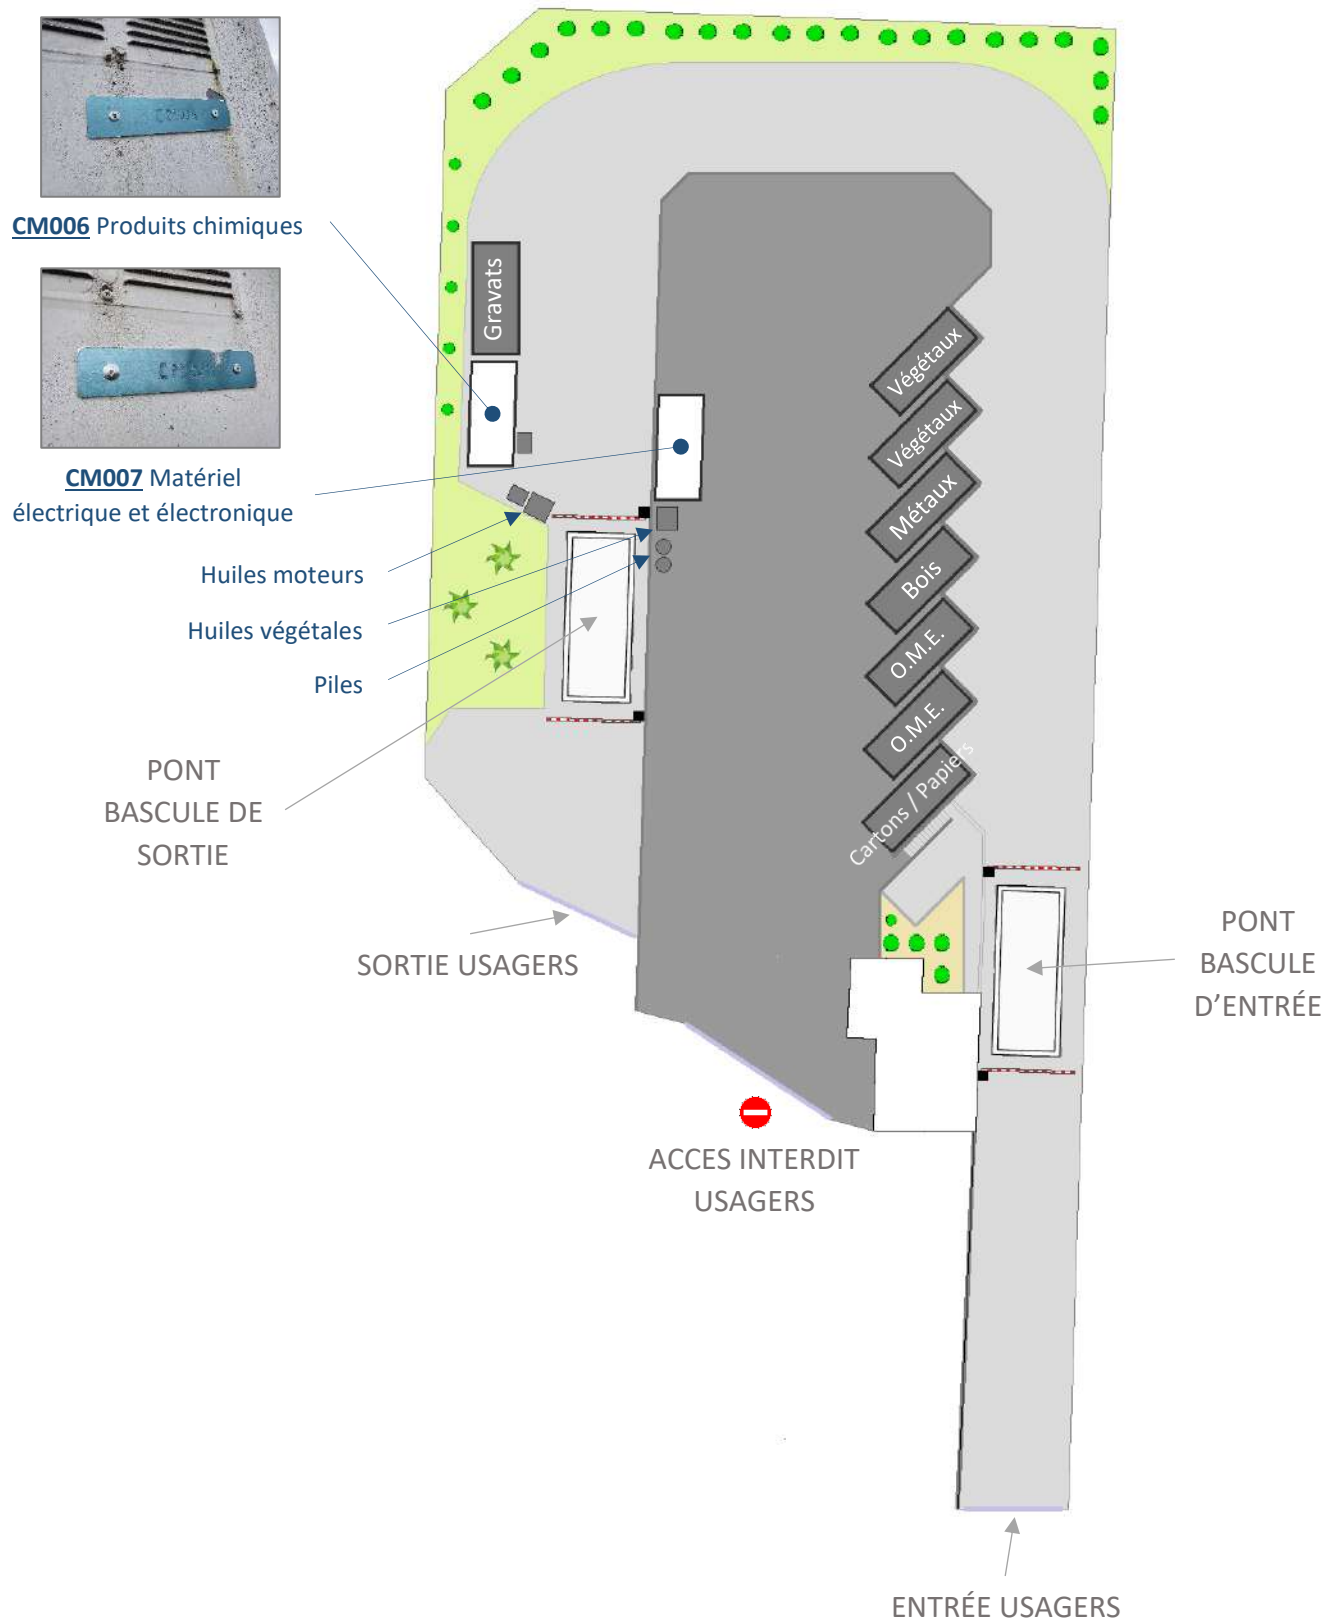 CM006 Produits chimiques
CM007 Matériel
électrique et électronique
Huiles moteurs
Huiles végétales
Piles
PONT
BASCULE DE
SORTIE
SORTIE USAGERS
Gravats
Végétaux
Végétaux
Métaux
Bois
O.M.E.
O.M.E.
Cartons / Papiers
PONT
BASCULE
D'ENTRÉE
ACCES INTERDIT
USAGERS
ENTRÉE USAGERS